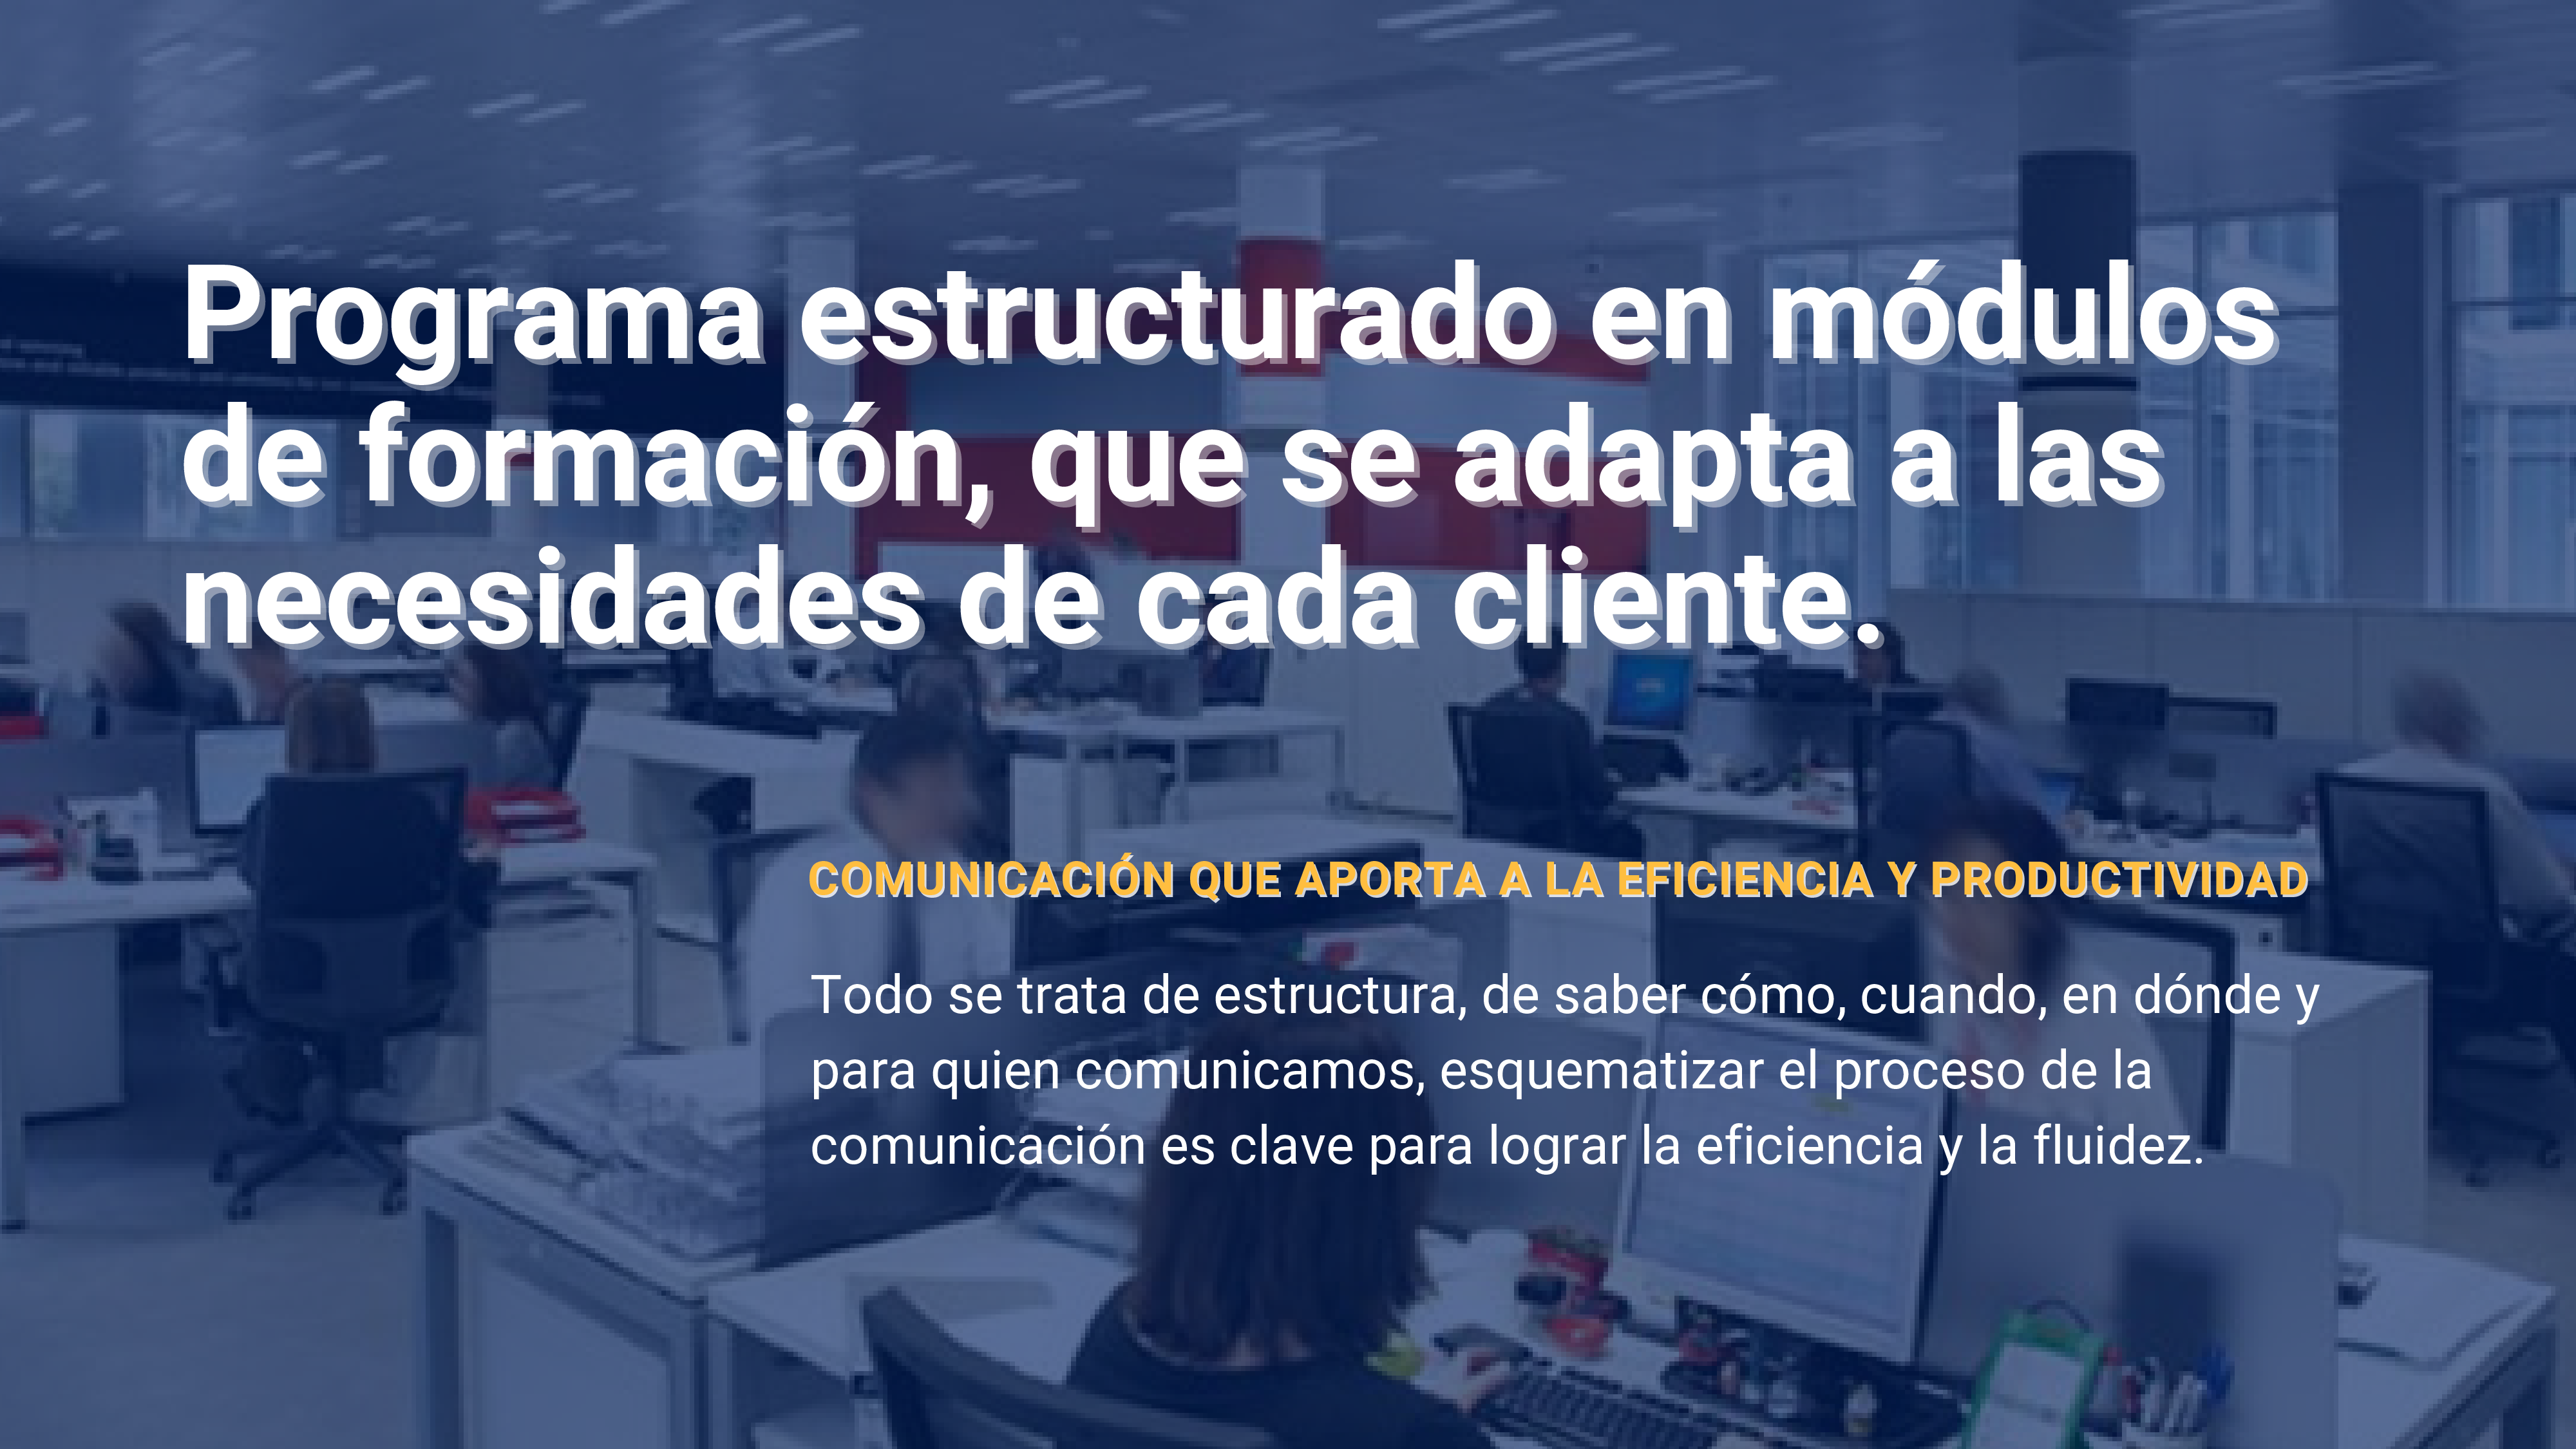 Programa estructurado en módulos
de formación, que se adapta a las
necesidades de cada cliente.
COMUNICACIÓN QUE APORTA A LA EFICIENCIA Y PRODUCTIVIDAD
Todo se trata de estructura, de saber cómo, cuando, en dónde y
para quien comunicamos, esquematizar el proceso de la
comunicación es clave para lograr la eficiencia y la fluidez.